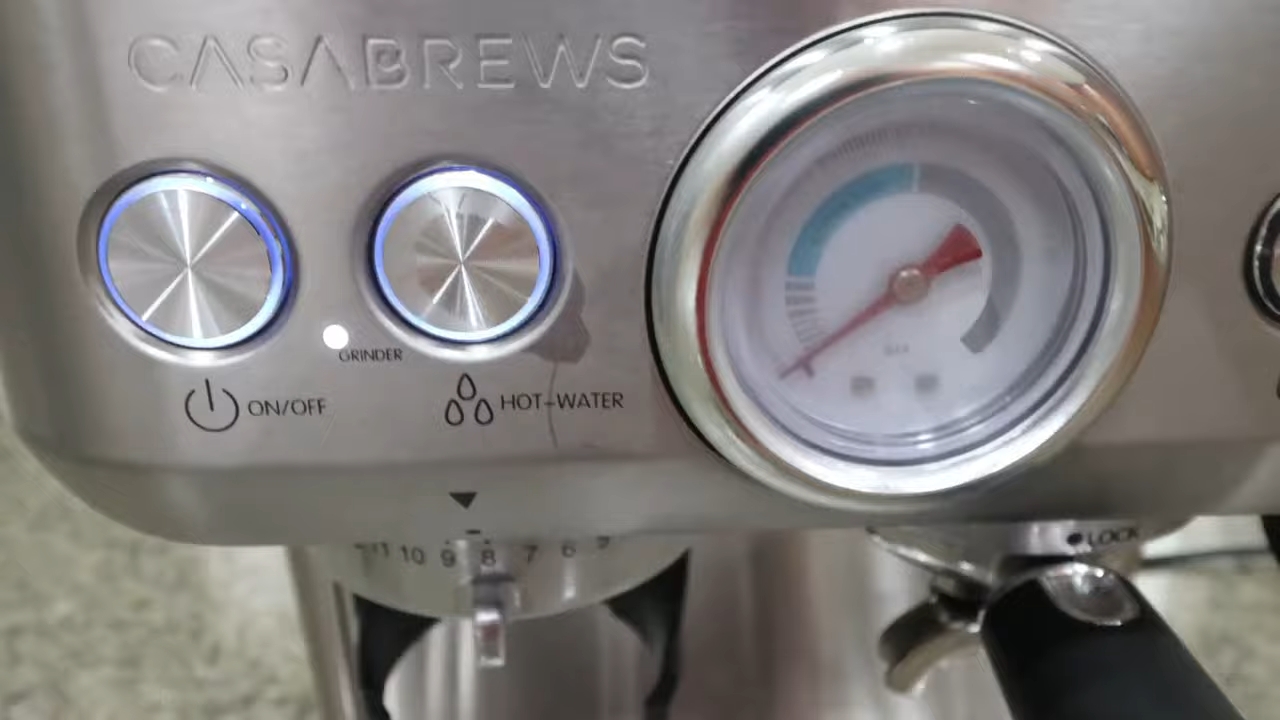 CASABREWS
GRINDER
ON/OFF
HOT-WATER
11 10 9 8 7 6
LOCK